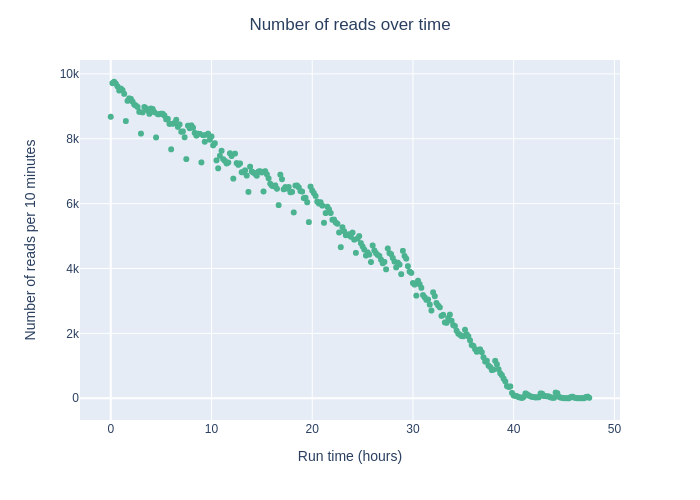 Number of reads over time
Number of reads per 10 minutes
10k
8k
6k
4k
2k
0
0
10
20
30
40
50
Run time (hours)